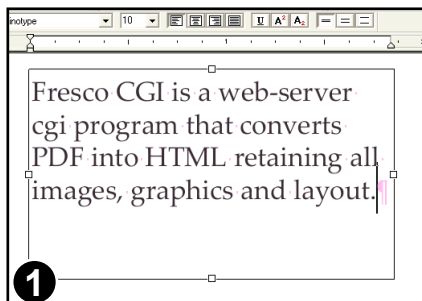 inotype 10 U A² A₂
1
Fresco CGI is a web-server
cgi program that converts
PDF into HTML retaining all
images, graphics and layout.¶
1